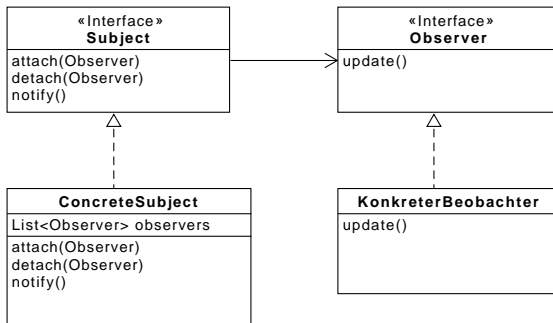 «Interface»
Subject
attach(Observer)
detach(Observer)
notify()
«Interface»
Observer
update()
ConcreteSubject
List<Observer> observers
attach(Observer)
detach(Observer)
notify()
KonkreterBeobachter
update()